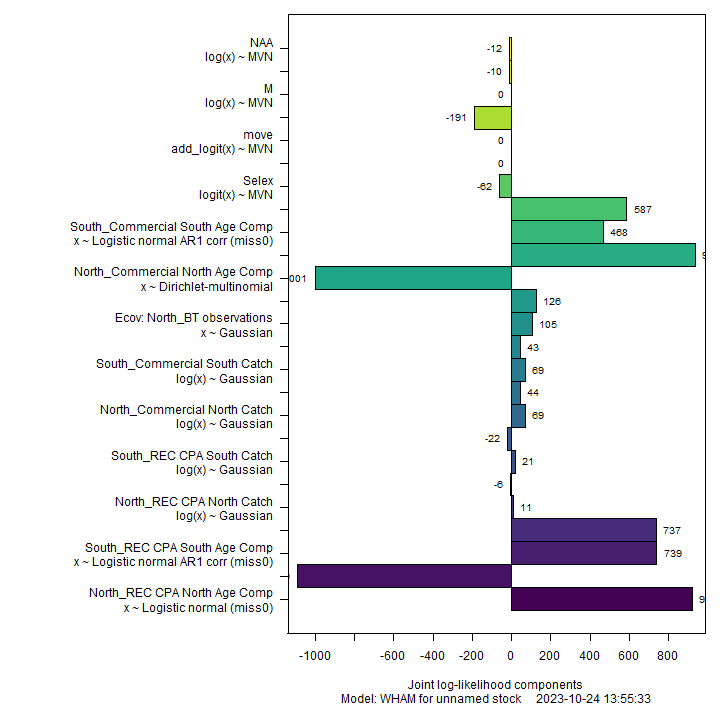 NAA
log(x) ~ MVN
-12
-10
M
log(x) ~ MVN
0
-191
move
add_logit(x) ~ MVN
0
0
Selex
logit(x) ~ MVN
-62
587
South_Commercial South Age Comp
x ~ Logistic normal AR1 corr (miss0)
468
9
North_Commercial North Age Comp
x ~ Dirichlet-multinomial
001
126
Ecov: North_BT observations
x ~ Gaussian
105
43
South_Commercial South Catch
log(x) ~ Gaussian
69
44
North_Commercial North Catch
log(x) ~ Gaussian
69
-22
South_REC CPA South Catch
log(x) ~ Gaussian
21
-6
North_REC CPA North Catch
log(x) ~ Gaussian
11
737
South_REC CPA South Age Comp
x ~ Logistic normal AR1 corr (miss0)
739
North_REC CPA North Age Comp
x ~ Logistic normal (miss0)
9
-1000 -600 -400 -200 0 200 400 600 800
Joint log-likelihood components
Model: WHAM for unnamed stock 2023-10-24 13:55:33